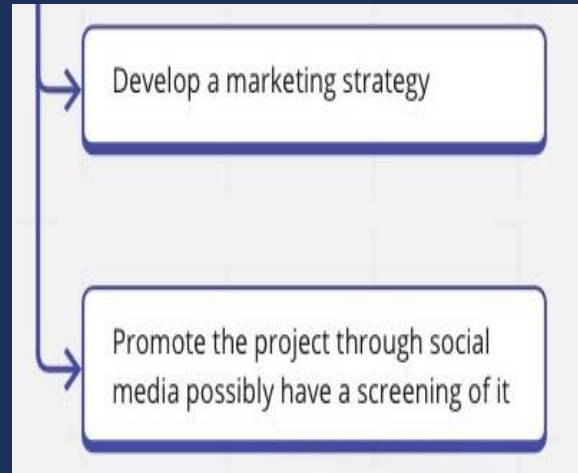 Develop a marketing strategy
Promote the project through social
media possibly have a screening of it